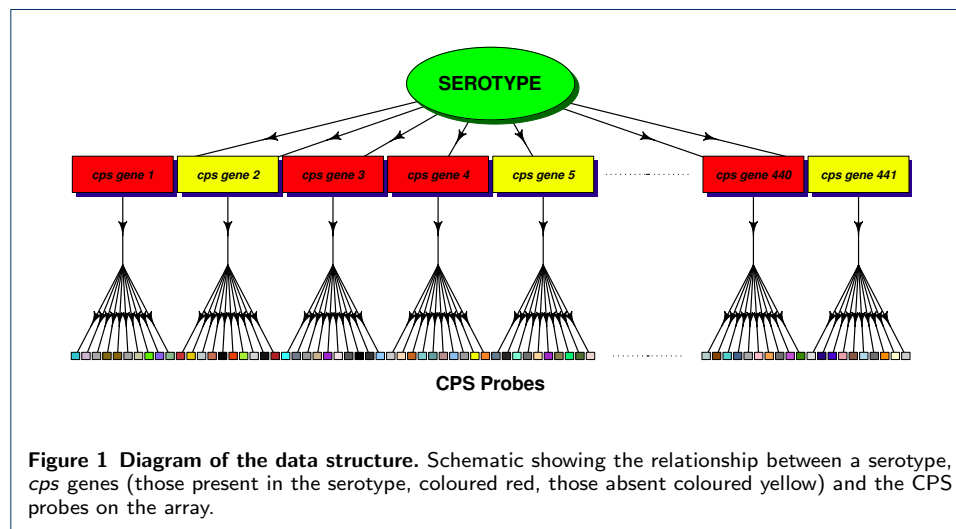 SEROTYPE
cps gene 1 cps gene 2 cps gene 3 cps gene 4 cps gene 5 cps gene 440 cps gene 441
CPS Probes
Figure 1 Diagram of the data structure. Schematic showing the relationship between a serotype,
cps genes (those present in the serotype, coloured red, those absent coloured yellow) and the CPS
probes on the array.